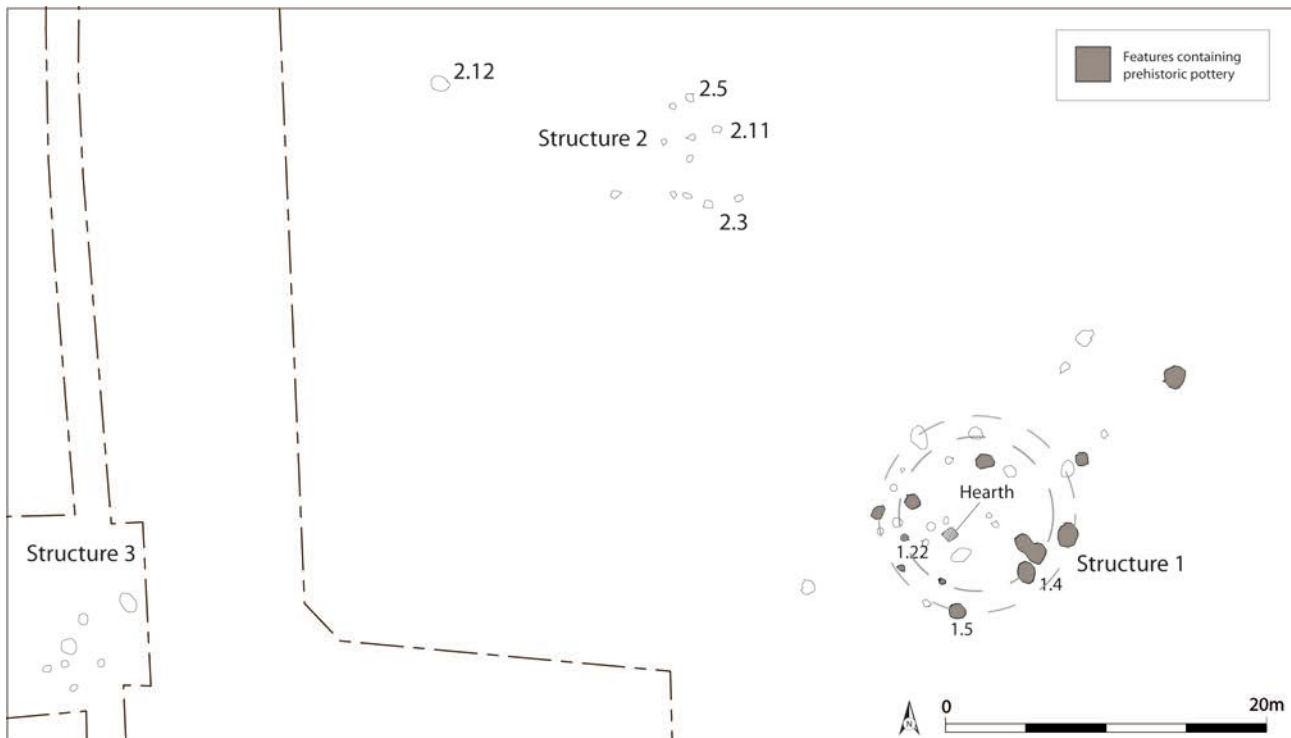 2.12
2.5
Features containing
prehistoric pottery
Structure 2
2.11
2.3
Hearth
Structure 3
1.22
Structure 1
1.4
1.5
N
0
20m